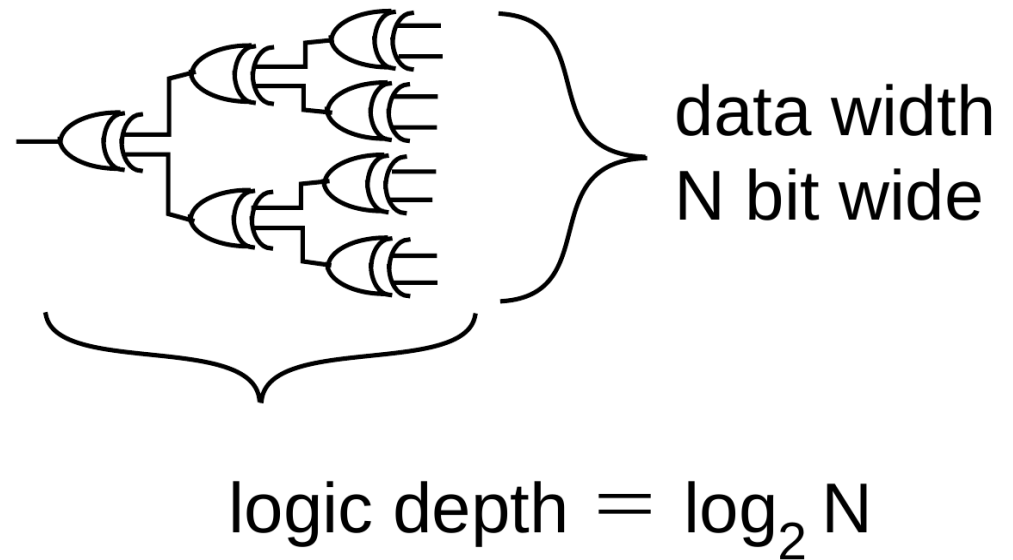 data width
N bit wide
logic depth = log₂ N